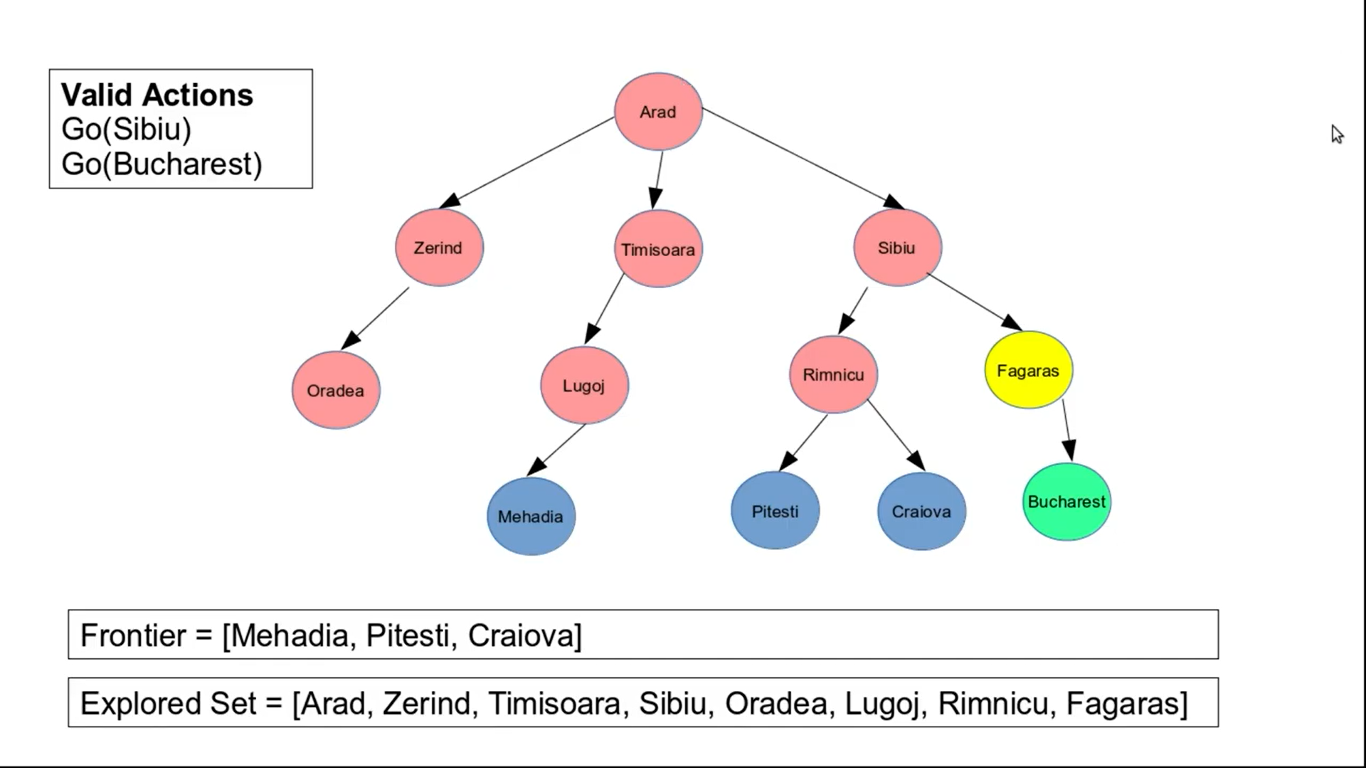 Valid Actions
Go(Sibiu)
Go(Bucharest)
Arad
Zerind
Timisoara
Sibiu
Oradea
Lugoj
Rimnicu
Fagaras
Mehadia
Pitesti
Craiova
Bucharest
Frontier = [Mehadia, Pitesti, Craiova]
Explored Set = [Arad, Zerind, Timisoara, Sibiu, Oradea, Lugoj, Rimnicu, Fagaras]